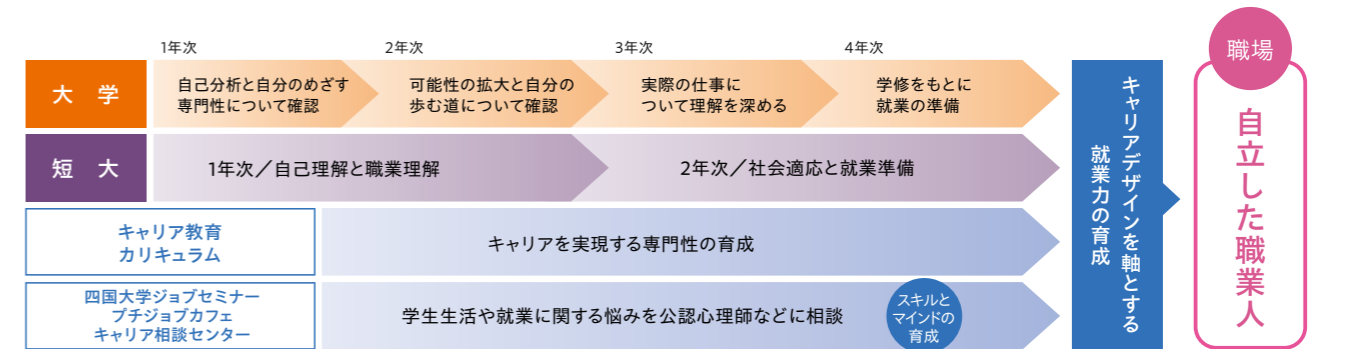 1年次
2年次
3年次
4年次
大 学
自己分析と自分のめざす
専門性について確認
可能性の拡大と自分の
歩む道について確認
実際の仕事に
ついて理解を深める
学修をもとに
就業の準備
短 大
1年次／自己理解と職業理解
2年次／社会適応と就業準備
キャリア教育
カリキュラム
キャリアを実現する専門性の育成
四国大学ジョブセミナー
プチジョブカフェ
キャリア相談センター
学生生活や就業に関する悩みを公認心理師などに相談
スキルと
マインドの
育成
キャリアデザインを軸とする
就業力の育成
職場
自立した職業人